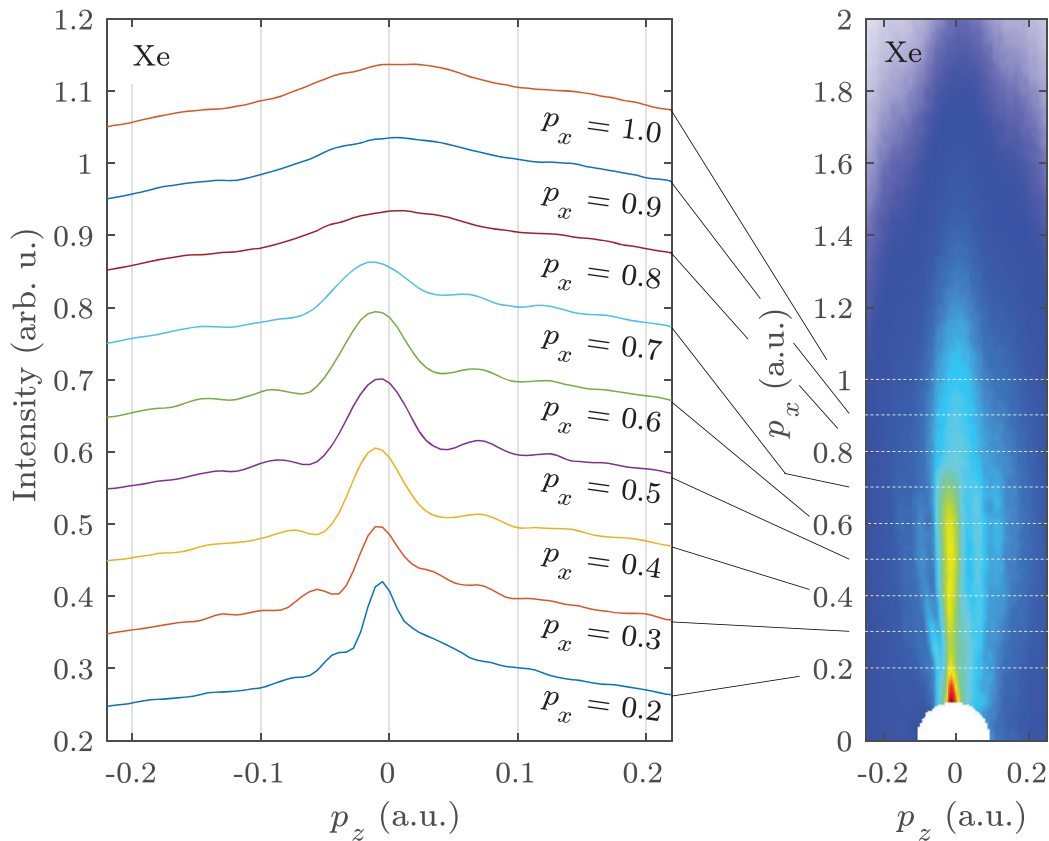 Xe
Intensity (arb. u.)
1.2
1.1
1
0.9
0.8
0.7
0.6
0.5
0.4
0.3
0.2
p_x = 1.0
p_x = 0.9
p_x = 0.8
p_x = 0.7
p_x = 0.6
p_x = 0.5
p_x = 0.4
p_x = 0.3
p_x = 0.2
-0.2 -0.1 0 0.1 0.2
p_z (a.u.)
Xe
p_x (a.u.)
2
1.8
1.6
1.4
1.2
1
0.8
0.6
0.4
0.2
0
-0.2 0 0.2
p_z (a.u.)